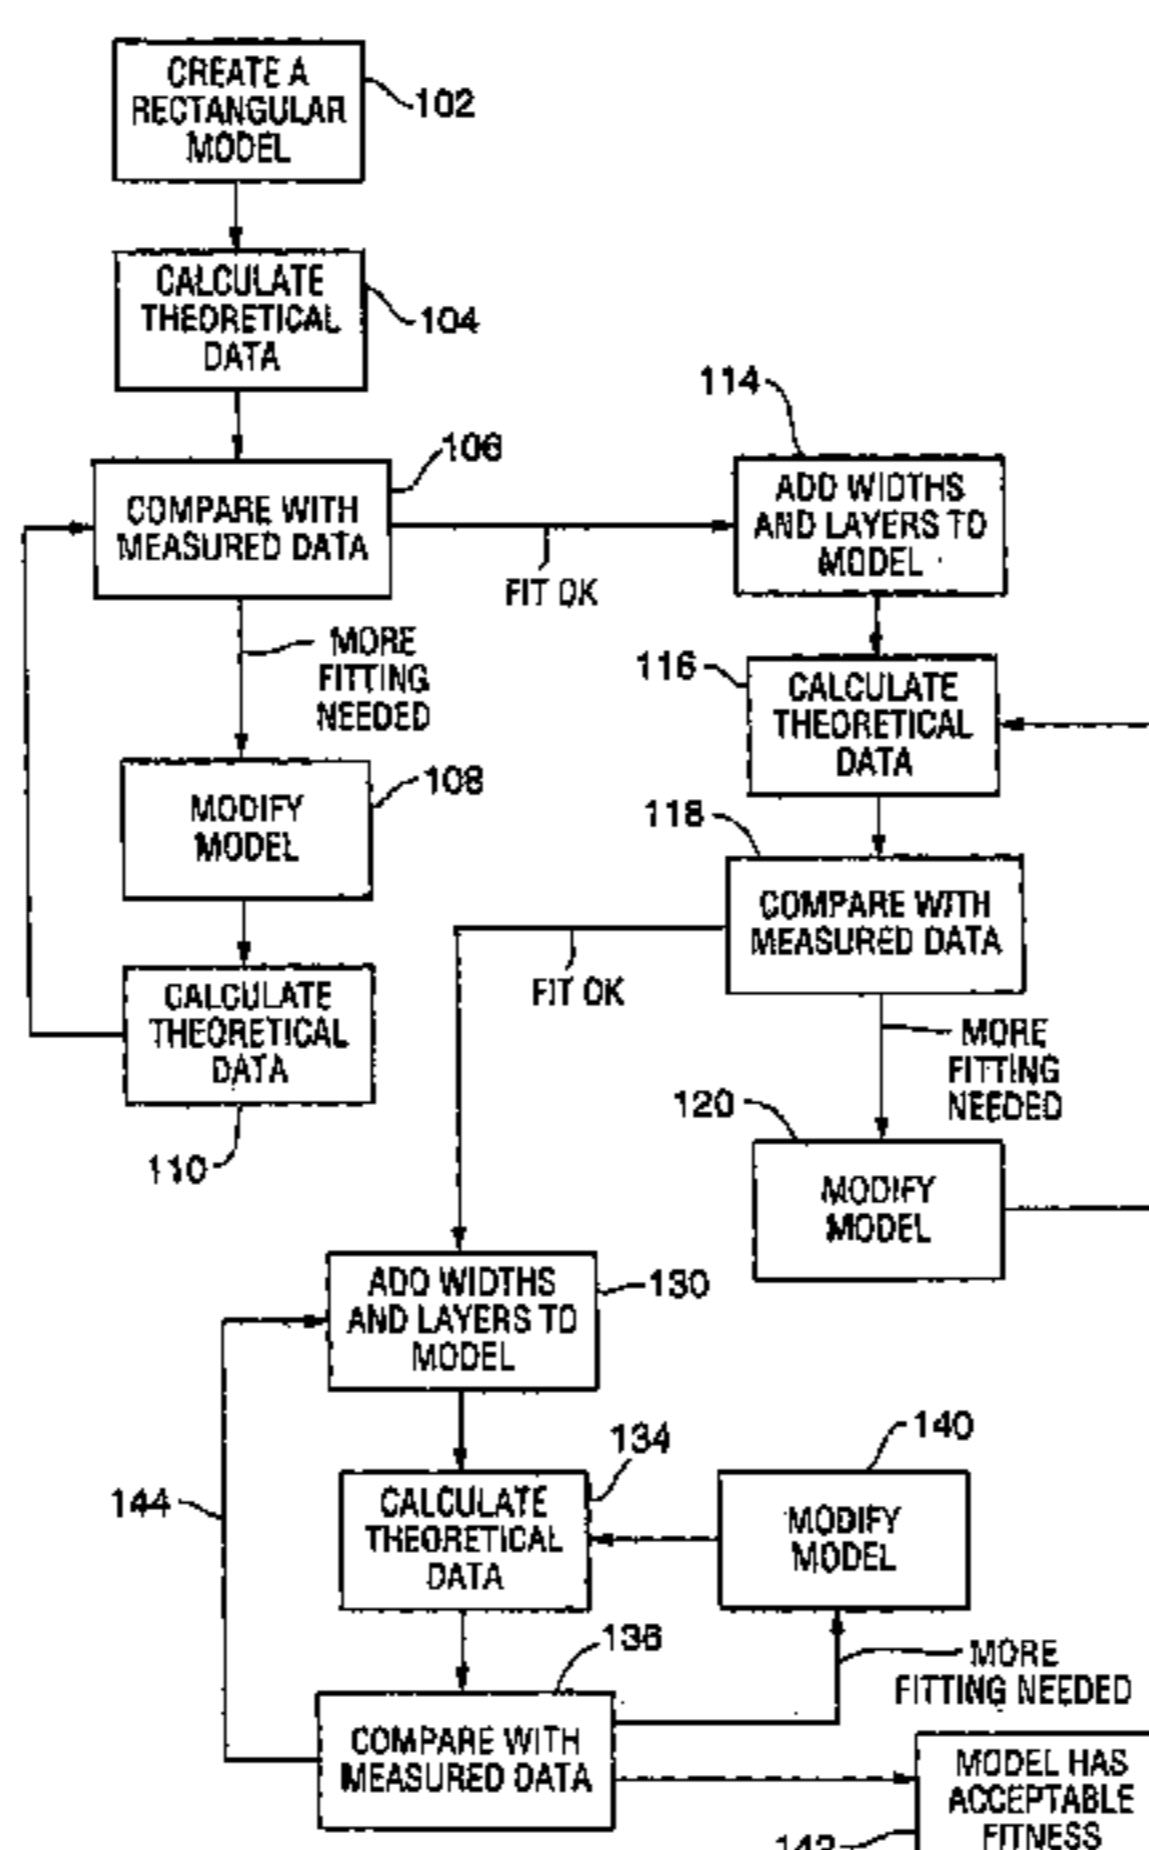 CREATE A
RECTANGULAR
MODEL
102
CALCULATE
THEORETICAL
DATA
104
COMPARE WITH
MEASURED DATA
106
FIT OK
MORE
FITTING
NEEDED
MODIFY
MODEL
108
CALCULATE
THEORETICAL
DATA
110
114
ADD WIDTHS
AND LAYERS TO
MODEL
116
CALCULATE
THEORETICAL
DATA
118
COMPARE WITH
MEASURED DATA
FIT OK
MORE
FITTING
NEEDED
120
MODIFY
MODEL
ADD WIDTHS
AND LAYERS TO
MODEL
130
134
CALCULATE
THEORETICAL
DATA
140
MODIFY
MODEL
144
136
COMPARE WITH
MEASURED DATA
MORE
FITTING NEEDED
MODEL HAS
ACCEPTABLE
FITNESS